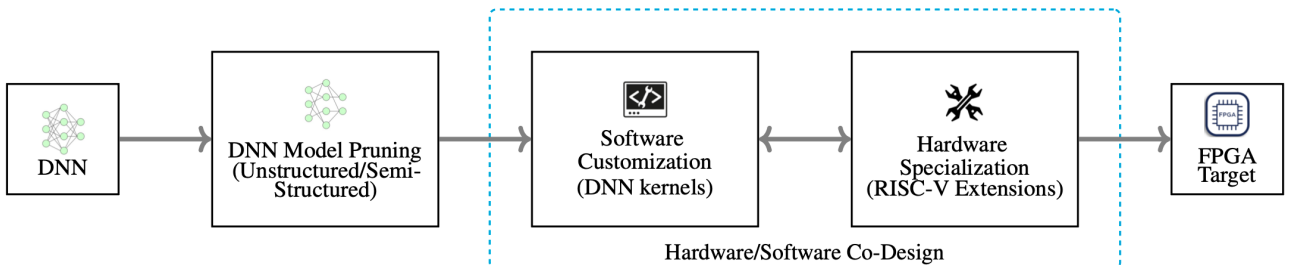 DNN
DNN Model Pruning
(Unstructured/Semi-
Structured)
</>
Software
Customization
(DNN kernels)
Hardware
Specialization
(RISC-V Extensions)
FPGA
FPGA
Target
Hardware/Software Co-Design